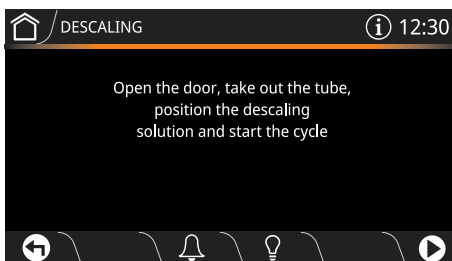 DESCALING
12:30
Open the door, take out the tube,
position the descaling
solution and start the cycle